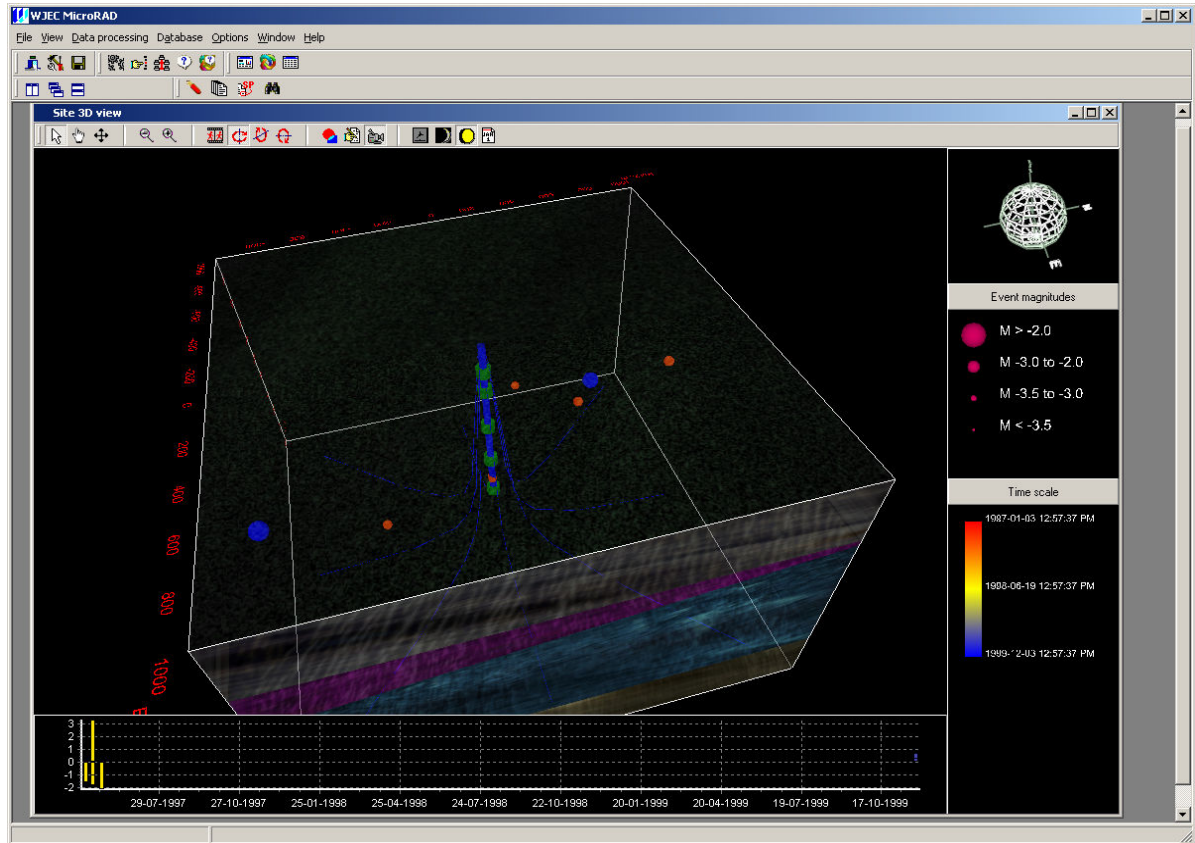 WJEC MicroRAD
File View Data processing Database Options Window Help
SP
Site 3D view
N
E
Event magnitudes
M > -2.0
M -3.0 to -2.0
M -3.5 to -3.0
M < -3.5
Time scale
1997-01-03 12:57:37 PM
1998-06-19 12:57:37 PM
1999-12-03 12:57:37 PM
0
200
400
600
800
1000
3
2
1
0
-1
-2
29-07-1997 27-10-1997 25-01-1998 25-04-1998 24-07-1998 22-10-1998 20-01-1999 20-04-1999 19-07-1999 17-10-1999